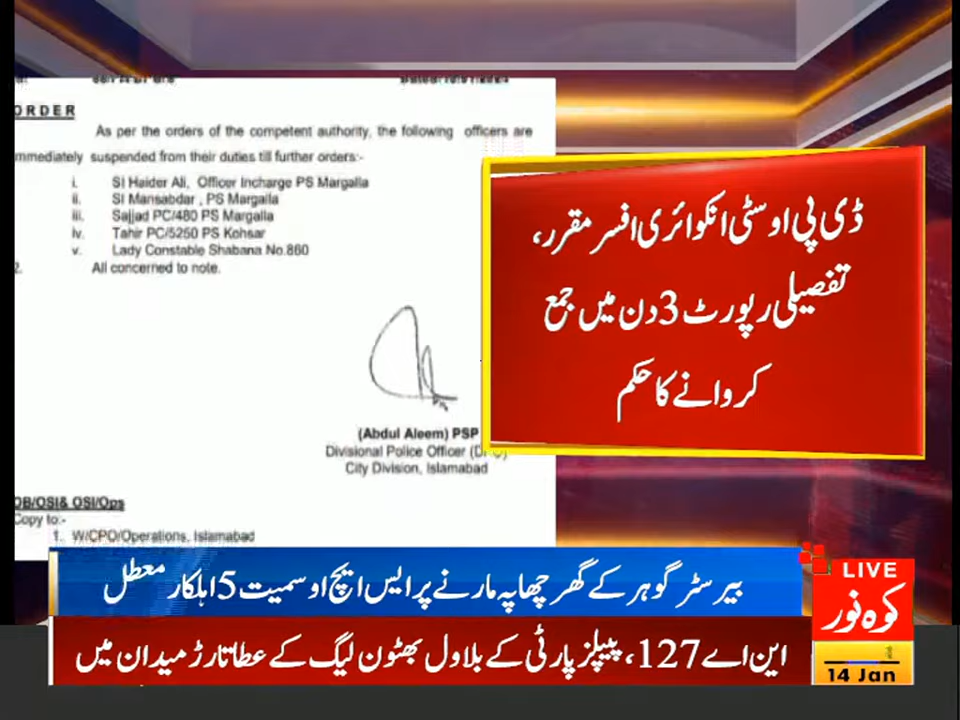 ORDER
As per the orders of the competent authority, the following officers are
mmediately suspended from their duties till further orders:-
i. SI Haider Ali, Officer Incharge PS Margalla
ii. SI Mansabdar , PS Margalla
iii. Sajjad PC/480 PS Margalla
iv. Tahir PC/5250 PS Kohsar
v. Lady Constable Shabana No.860
2. All concerned to note.
(Abdul Aleem) PSP
Divisional Police Officer
City Division, Islamabad
OB/OSI& OSI/Ops
Copy to:-
1. W/CPO/Operations, Islamabad
ڈی پی او سٹی انکوائری افسر مقرر،
تفصیلی رپورٹ 3 دن میں جمع
کروانے کا حکم
بیرسٹر گوہر کے گھر چھاپہ مارنے پر ایس ایچ او سمیت 5 اہلکار معطل
این اے 127، پیپلز پارٹی کے بلاول بھٹو ن لیگ کے عطا تارڑ میدان میں
LIVE
کوہ نور
14 Jan